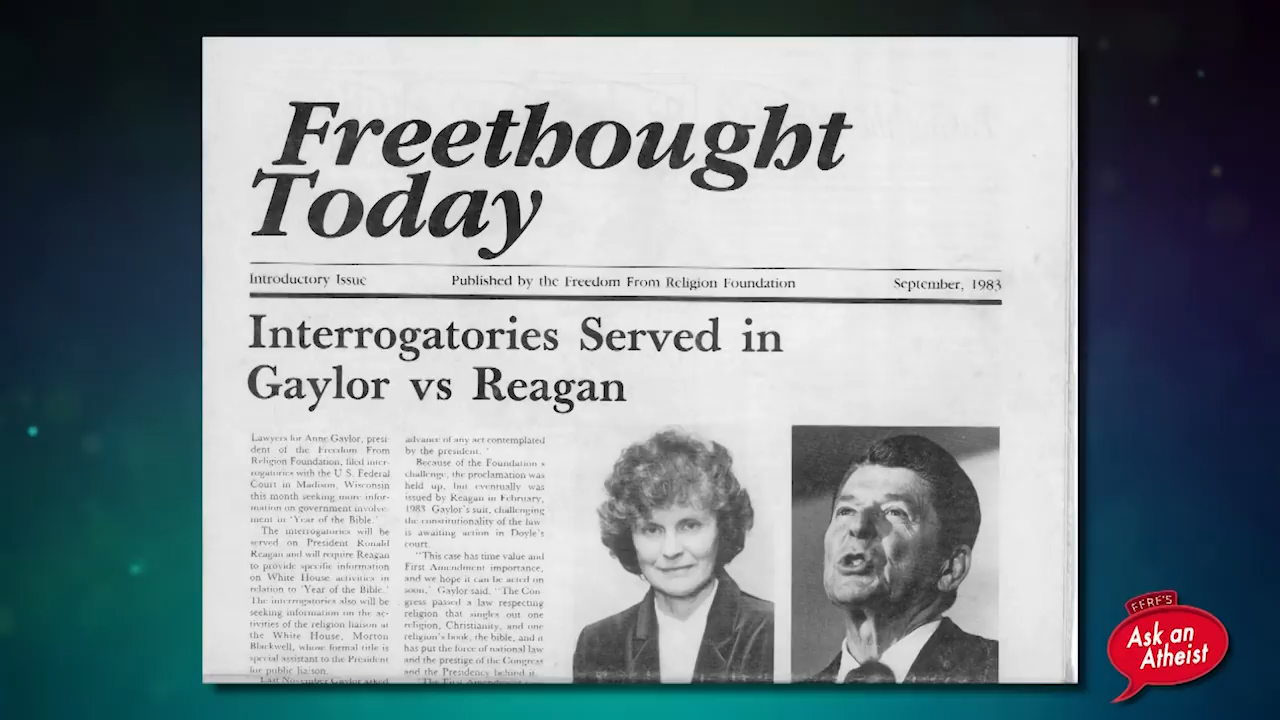 Freethought
Today
Introductory Issue Published by the Freedom From Religion Foundation September, 1983
Interrogatories Served in
Gaylor vs Reagan
Lawyers for Anne Gaylor, presi-
dent of the Freedom From
Religion Foundation, filed inter-
rogatories with the U.S. Federal
Court in Madison, Wisconsin
this month seeking more infor-
mation on government involve-
ment in 'Year of the Bible.'
The interrogatories will be
served on President Ronald
Reagan and will require Reagan
to provide specific information
on White House activities in
relation to 'Year of the Bible.'
The interrogatories also will be
seeking information on the ac-
tivities of the religion liaison at
the White House, Morton
Blackwell, whose formal title is
special assistant to the President
for public liaison.
Last November Gaylor asked
advance of any act contemplated
by the president.
Because of the Foundation s
challenge, the proclamation was
held up, but eventually was
issued by Reagan in February,
1983 Gaylor's suit, challenging
the constitutionality of the law
is awaiting action in Doyle's
court.
"This case has time value and
First Amendment importance,
and we hope it can be acted on
soon," Gaylor said. "The Con-
gress passed a law respecting
religion that singles out one
religion, Christianity, and one
religion's book, the bible, and it
has put the force of national law
and the prestige of the Congress
and the Presidency behind it.
"The First Amendment
FFRF'S
Ask an
Atheist